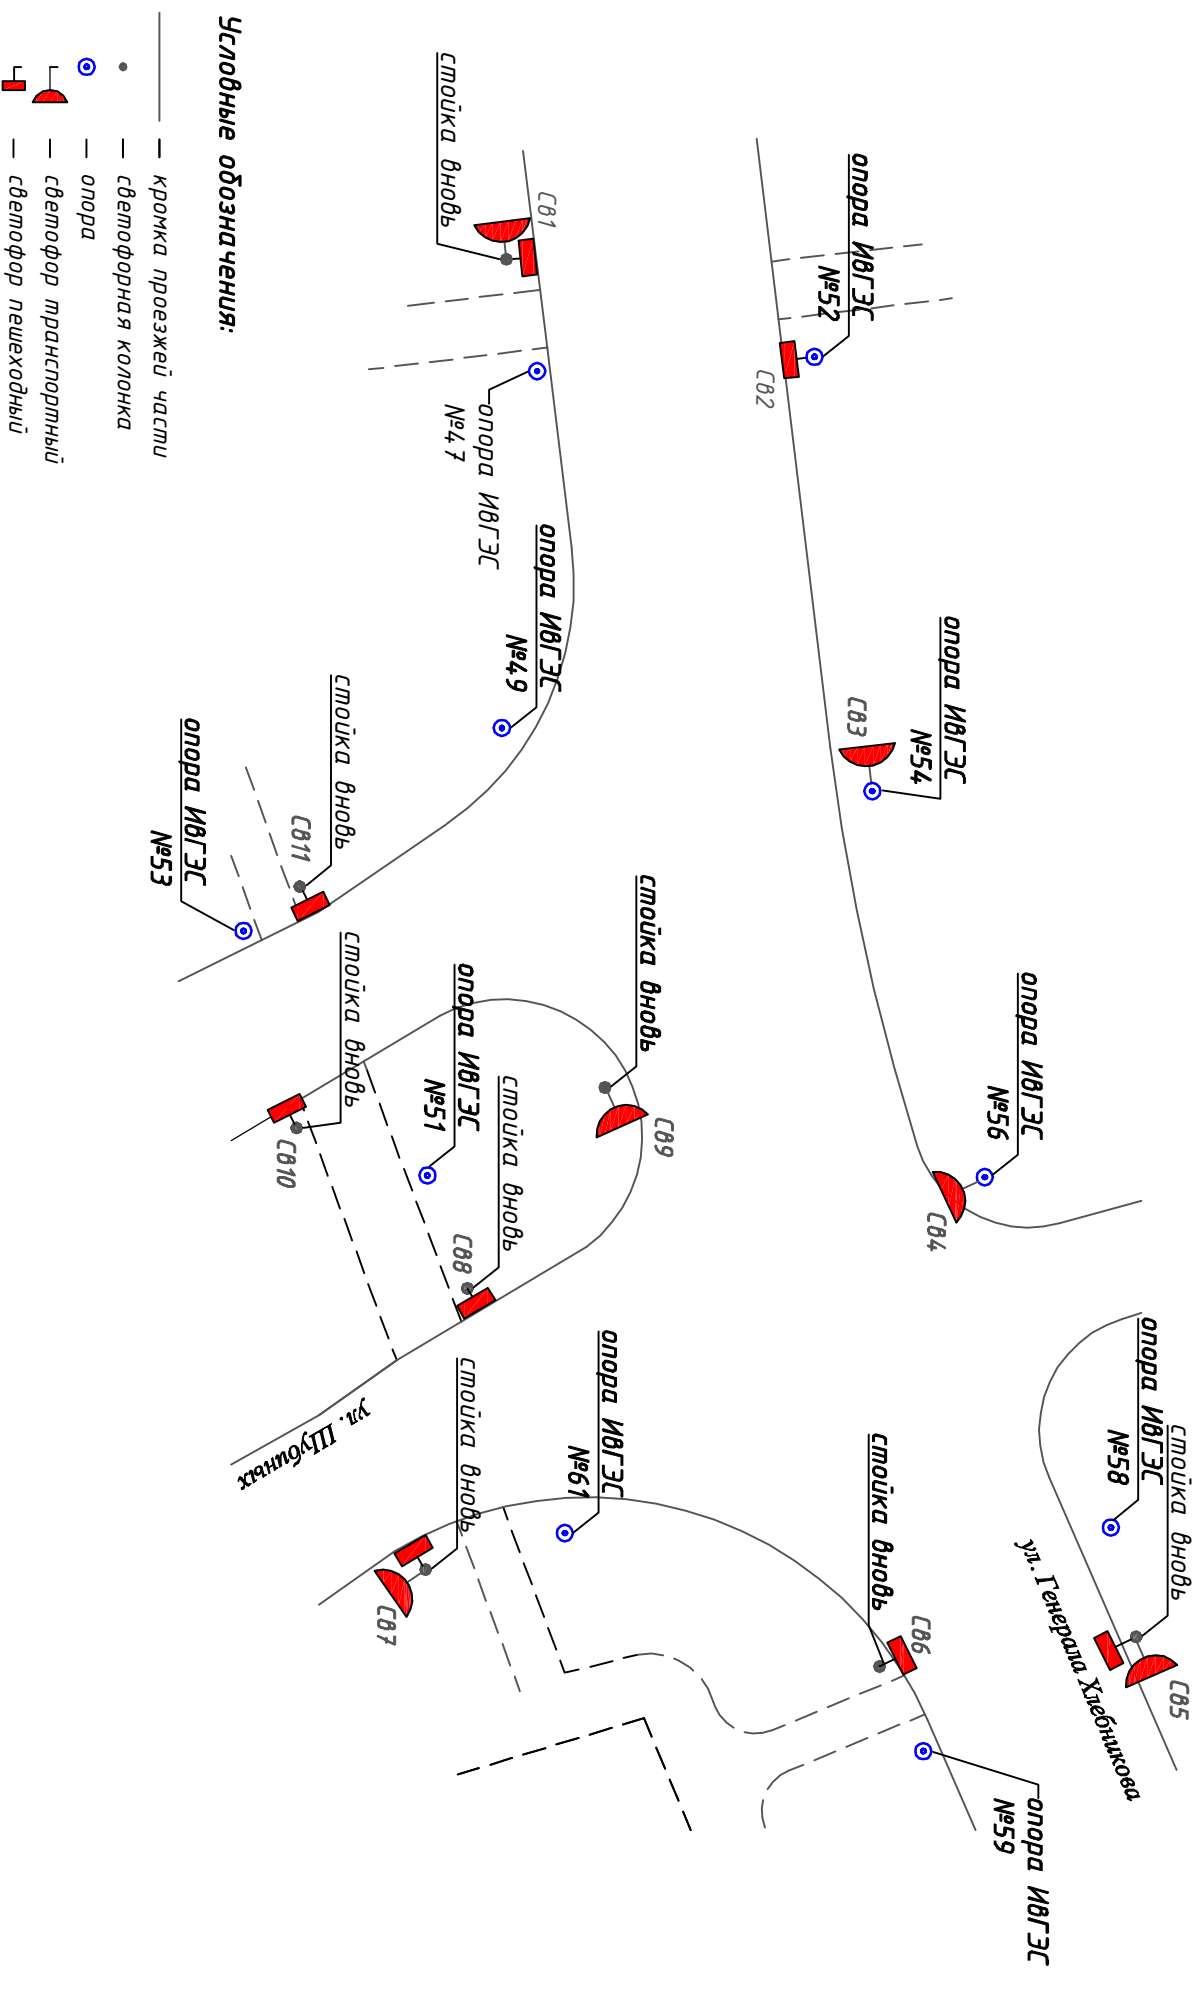 опора ИвГЭС
№58
стойка вновь
Св5
ул. Генерала Хлебникова
опора ИвГЭС
№56
Св4
опора ИвГЭС
№59
опора ИвГЭС
№54
Св3
опора ИвГЭС
№52
Св2
стойка вновь
Св6
стойка вновь
Св9
опора ИвГЭС
№61
опора ИвГЭС
№49
Св1
стойка вновь
опора ИвГЭС
№47
опора ИвГЭС
№51
стойка вновь
Св8
стойка вновь
Св7
стойка вновь
Св11
стойка вновь
Св10
ул. Шубиных
опора ИвГЭС
№53
Условные обозначения:
— кромка проезжей части
— светофорная колонка
— опора
— светофор транспортный
— светофор пешеходный